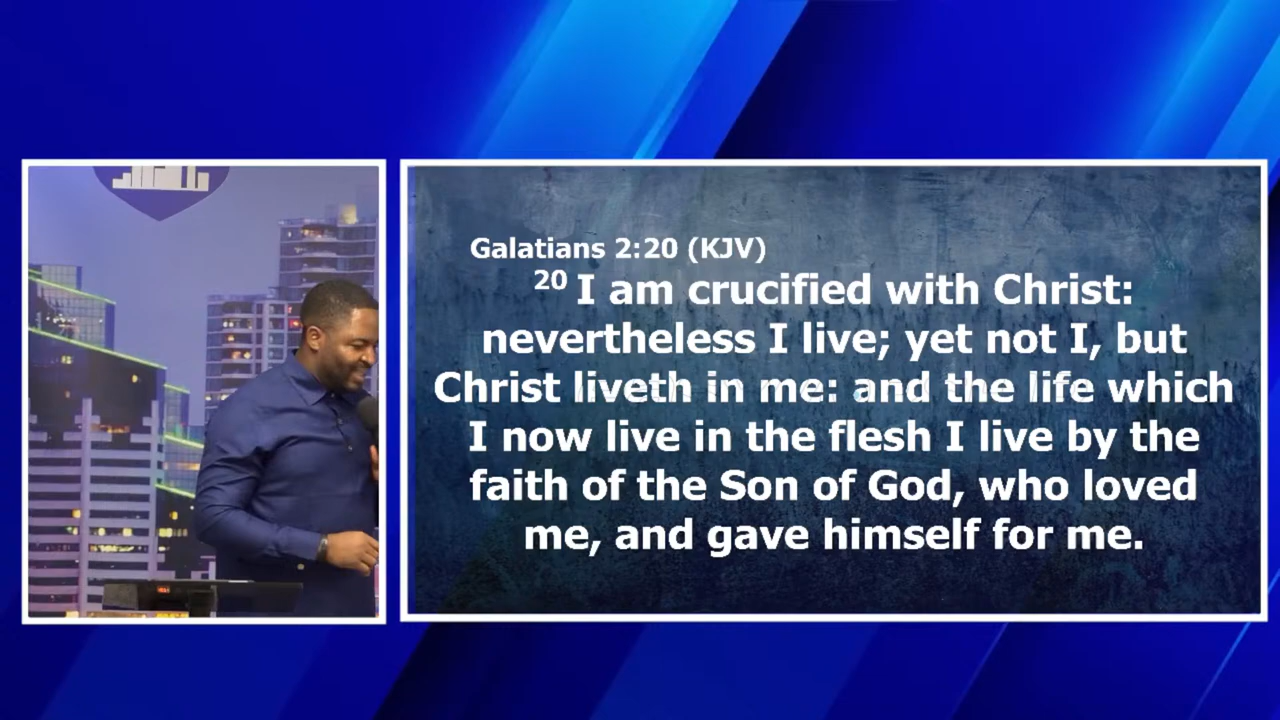 Galatians 2:20 (KJV)
20 I am crucified with Christ:
nevertheless I live; yet not I, but
Christ liveth in me: and the life which
I now live in the flesh I live by the
faith of the Son of God, who loved
me, and gave himself for me.